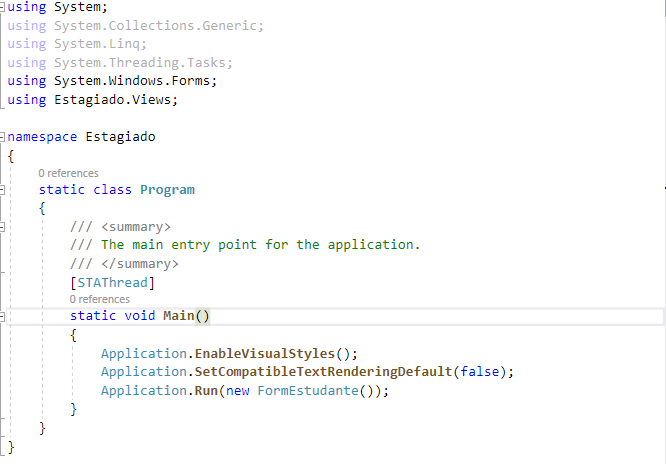 using System;
using System.Collections.Generic;
using System.Linq;
using System.Threading.Tasks;
using System.Windows.Forms;
using Estagiado.Views;
namespace Estagiado
{
0 references
static class Program
{
/// <summary>
/// The main entry point for the application.
/// </summary>
[STAThread]
0 references
static void Main()
{
Application.EnableVisualStyles();
Application.SetCompatibleTextRenderingDefault(false);
Application.Run(new FormEstudante());
}
}
}